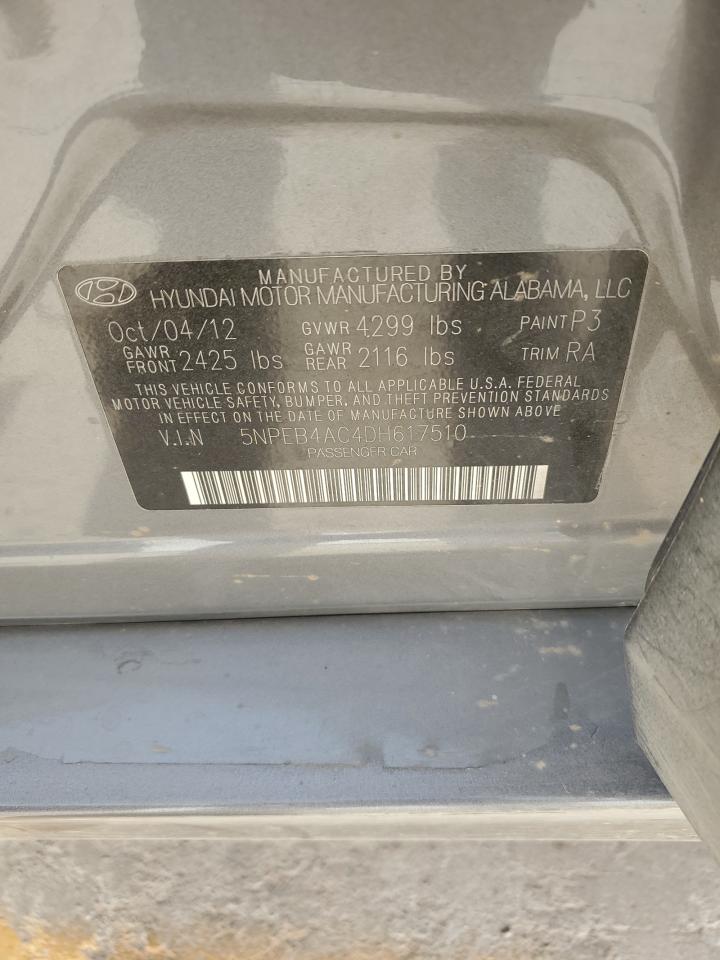 MANUFACTURED BY
HYUNDAI MOTOR MANUFACTURING ALABAMA, LLC
Oct/04/12 GVWR 4299 lbs PAINT P3
GAWR FRONT 2425 lbs GAWR REAR 2116 lbs TRIM RA
THIS VEHICLE CONFORMS TO ALL APPLICABLE U.S.A. FEDERAL
MOTOR VEHICLE SAFETY, BUMPER, AND THEFT PREVENTION STANDARDS
IN EFFECT ON THE DATE OF MANUFACTURE SHOWN ABOVE
V.I.N 5NPEB4AC4DH617510
PASSENGER CAR